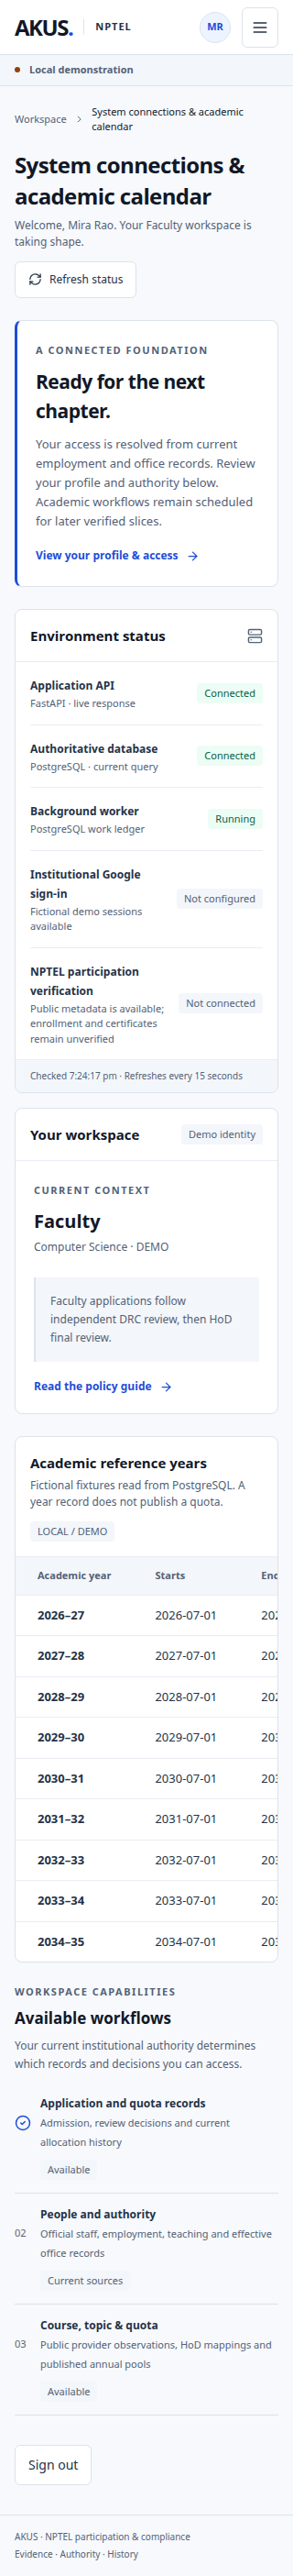 AKUS.
NPTEL
MR
Local demonstration
Workspace
System connections & academic
calendar
System connections &
academic calendar
Welcome, Mira Rao. Your Faculty workspace is
taking shape.
Refresh status
A CONNECTED FOUNDATION
Ready for the next
chapter.
Your access is resolved from current
employment and office records. Review
your profile and authority below.
Academic workflows remain scheduled
for later verified slices.
View your profile & access
Environment status
Application API
FastAPI · live response
Connected
Authoritative database
PostgreSQL · current query
Connected
Background worker
PostgreSQL work ledger
Running
Institutional Google
sign-in
Fictional demo sessions
available
Not configured
NPTEL participation
verification
Public metadata is available;
enrollment and certificates
remain unverified
Not connected
Checked 7:24:17 pm · Refreshes every 15 seconds
Your workspace
Demo identity
CURRENT CONTEXT
Faculty
Computer Science · DEMO
Faculty applications follow
independent DRC review, then HoD
final review.
Read the policy guide
Academic reference years
Fictional fixtures read from PostgreSQL. A
year record does not publish a quota.
LOCAL / DEMO
Academic year Starts
2026–27 2026-07-01
2027–28 2027-07-01
2028–29 2028-07-01
2029–30 2029-07-01
2030–31 2030-07-01
2031–32 2031-07-01
2032–33 2032-07-01
2033–34 2033-07-01
2034–35 2034-07-01
WORKSPACE CAPABILITIES
Available workflows
Your current institutional authority determines
which records and decisions you can access.
Application and quota records
Admission, review decisions and current
allocation history
Available
02
People and authority
Official staff, employment, teaching and effective
office records
Current sources
03
Course, topic & quota
Public provider observations, HoD mappings and
published annual pools
Available
Sign out
AKUS · NPTEL participation & compliance
Evidence · Authority · History